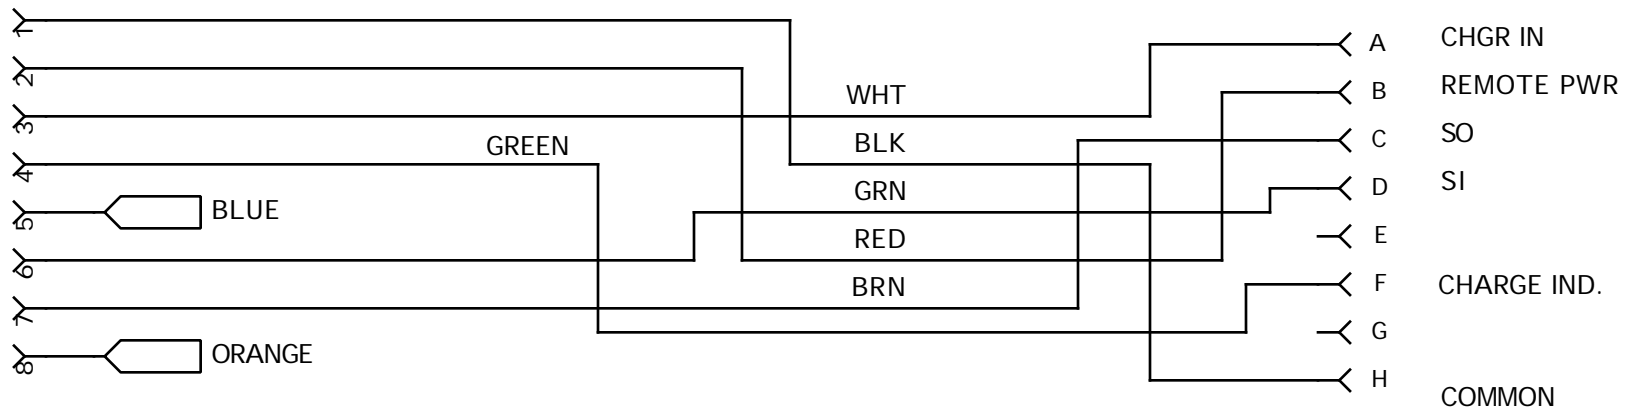 1
2
3
4
5
6
7
8
GREEN
BLUE
ORANGE
WHT
BLK
GRN
RED
BRN
A CHGR IN
B REMOTE PWR
C SO
D SI
E
F CHARGE IND.
G
H
COMMON